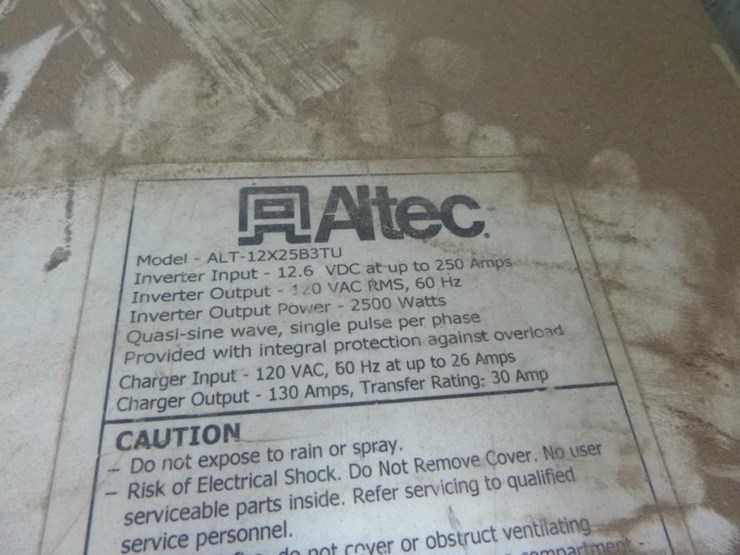 Altec
Model - ALT-12X25B3TU
Inverter Input - 12.6 VDC at up to 250 Amps
Inverter Output - 120 VAC RMS, 60 Hz
Inverter Output Power - 2500 Watts
Quasi-sine wave, single pulse per phase
Provided with integral protection against overload
Charger Input - 120 VAC, 60 Hz at up to 26 Amps
Charger Output - 130 Amps, Transfer Rating: 30 Amp
CAUTION
- Do not expose to rain or spray.
- Risk of Electrical Shock. Do Not Remove Cover. No user
serviceable parts inside. Refer servicing to qualified
service personnel.
do not cover or obstruct ventilating
compartment -